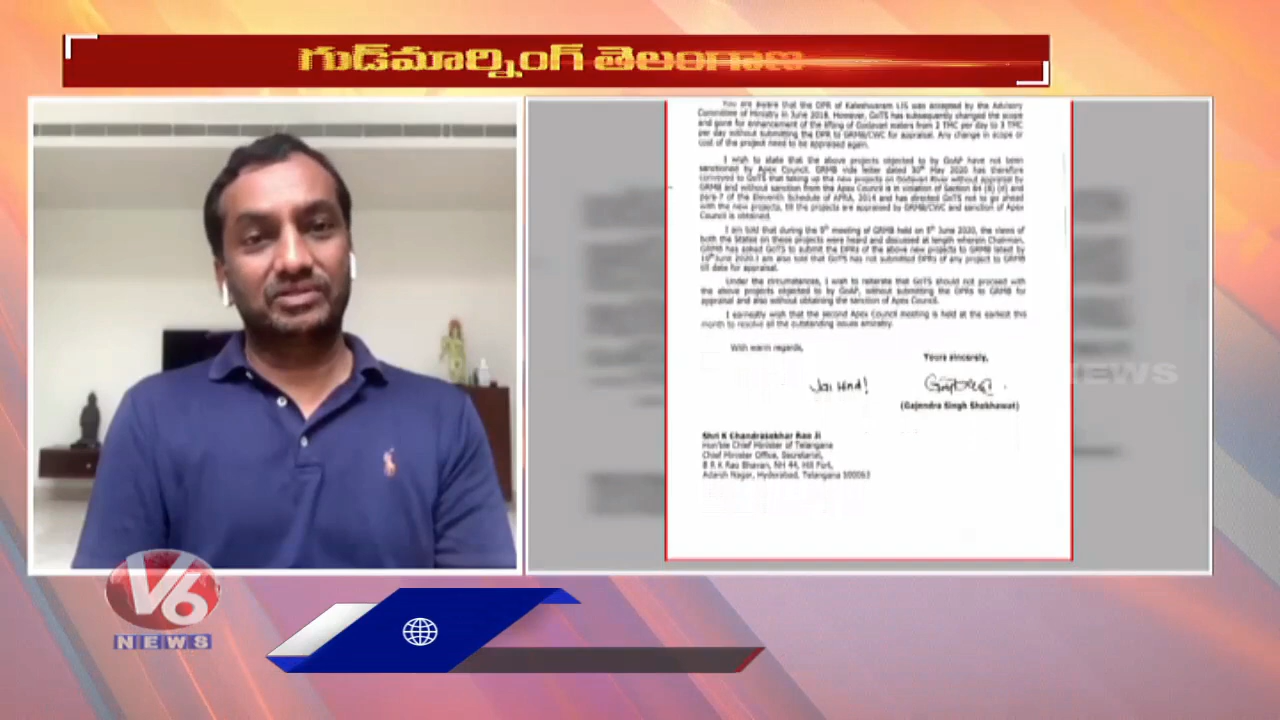 గుడ్‌మార్నింగ్ తెలంగాణ
You are aware that the DPR of Kaleshwaram LIS was accepted by the Advisory
Committee of Ministry in June 2018. However, GoTS has subsequently changed the scope
and gone for enhancement of the lifting of Godavari waters from 2 TMC per day to 3 TMC
per day without submitting the DPR to GRMB/CWC for appraisal. Any change in scope or
cost of the project need to be appraised again.
I wish to state that the above projects objected to by GoAP have not been
sanctioned by Apex Council. GRMB vide letter dated 30th May 2020 has therefore
conveyed to GoTS that taking up the new projects on Godavari River without appraisal by
GRMB and without sanction from the Apex Council is in violation of Section 84 (3) (ii) and
para-7 of the Eleventh Schedule of APRA, 2014 and has directed GoTS not to go ahead
with the new projects, till the projects are appraised by GRMB/CWC and sanction of Apex
Council is obtained.
I am told that during the 9th meeting of GRMB held on 5th June 2020, the views of
both the States on these projects were heard and discussed at length wherein Chairman,
GRMB has asked GoTS to submit the DPRs of the above new projects to GRMB latest by
10th June 2020.I am also told that GoTS has not submitted DPRs of any project to GRMB
till date for appraisal.
Under the circumstances, I wish to reiterate that GoTS should not proceed with
the above projects objected to by GoAP, without submitting the DPRs to GRMB for
appraisal and also without obtaining the sanction of Apex Council.
I earnestly wish that the second Apex Council meeting is held at the earliest this
month to resolve all the outstanding issues amicably.
With warm regards,
Yours sincerely,
Jai Hind!
(Gajendra Singh Shekhawat)
Shri K Chandrasekhar Rao Ji
Hon'ble Chief Minister of Telangana
Chief Minister Office, Secretariat,
B R K Rao Bhavan, NH 44, Hill Fort,
Adarsh Nagar, Hyderabad, Telangana 500063
NEWS
V6
NEWS